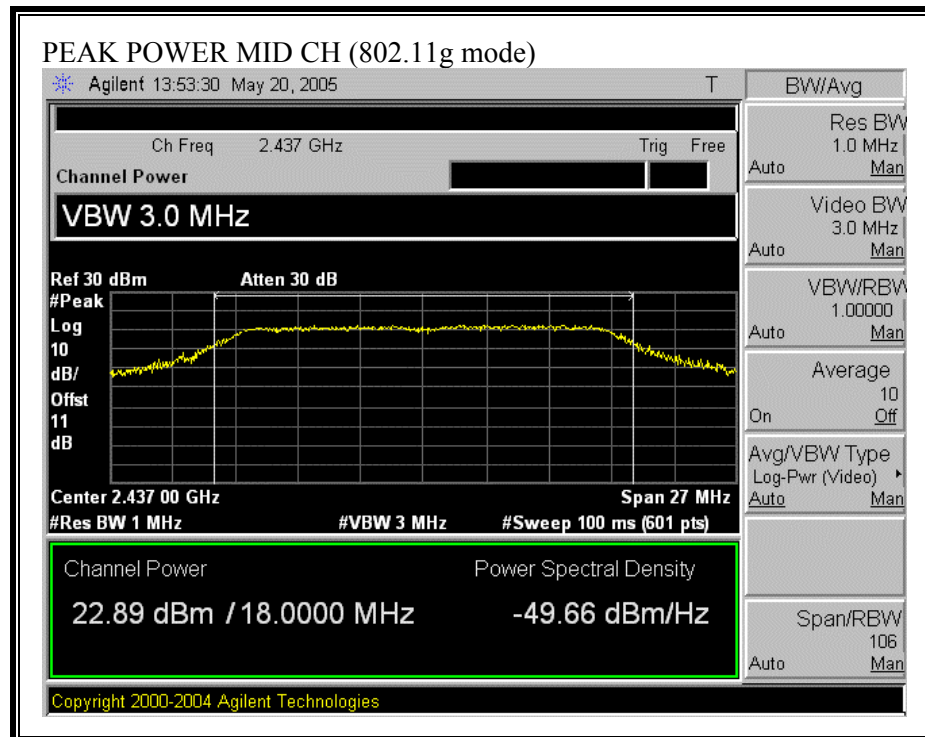 PEAK POWER MID CH (802.11g mode)
Agilent 13:53:30 May 20, 2005 T
BW/Avg
Ch Freq 2.437 GHz Trig Free
Channel Power
VBW 3.0 MHz
Ref 30 dBm Atten 30 dB
#Peak
Log
10
dB/
Offst
11
dB
Center 2.437 00 GHz Span 27 MHz
#Res BW 1 MHz #VBW 3 MHz #Sweep 100 ms (601 pts)
Channel Power Power Spectral Density
22.89 dBm / 18.0000 MHz -49.66 dBm/Hz
Res BW
1.0 MHz
Auto Man
Video BW
3.0 MHz
Auto Man
VBW/RBW
1.00000
Auto Man
Average
10
On Off
Avg/VBW Type
Log-Pwr (Video)
Auto Man
Span/RBW
106
Auto Man
Copyright 2000-2004 Agilent Technologies